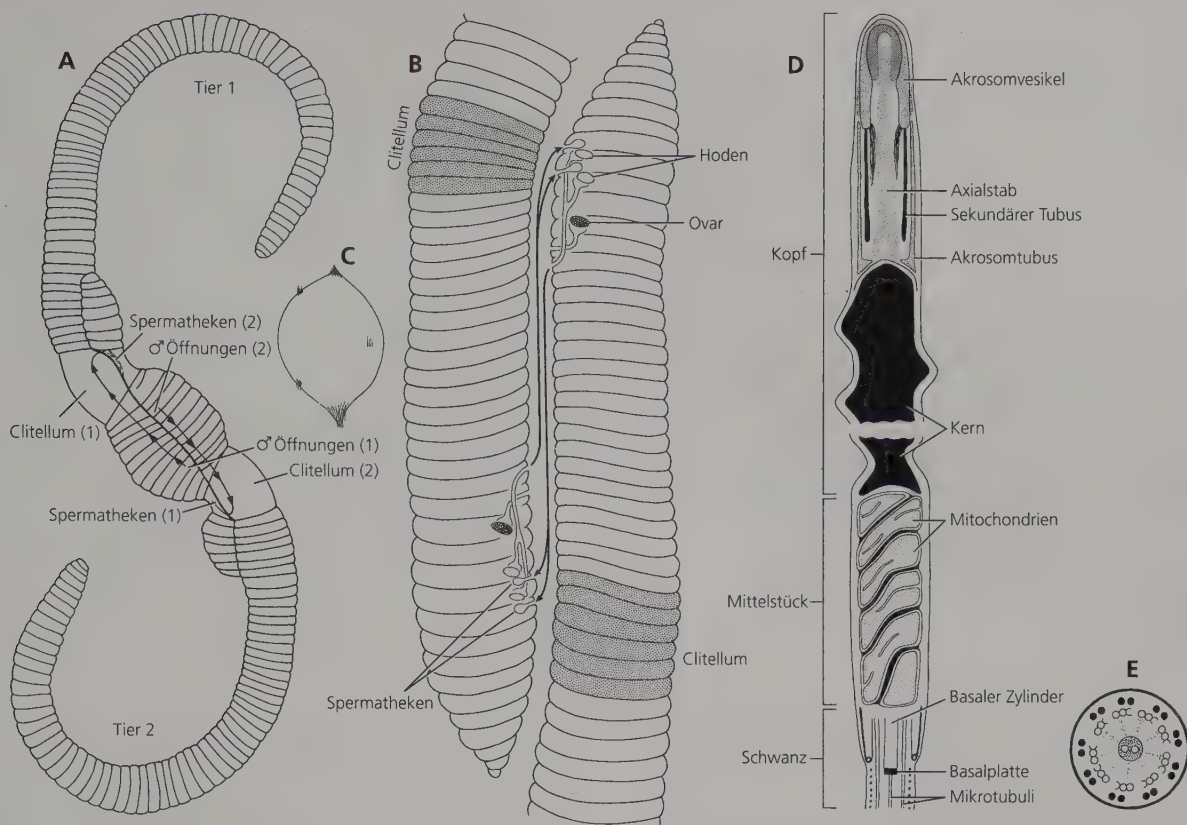 A
Tier 1
Spermatheken (2)
♂ Öffnungen (2)
Clitellum (1)
♂ Öffnungen (1)
Clitellum (2)
Spermatheken (1)
Tier 2
B
Clitellum
Hoden
Ovar
Spermatheken
Clitellum
C
D
Akrosomvesikel
Axialstab
Sekundärer Tubus
Akrosomtubus
Kopf
Kern
Mitochondrien
Mittelstück
Basaler Zylinder
Schwanz
Basalplatte
Mikrotubuli
E